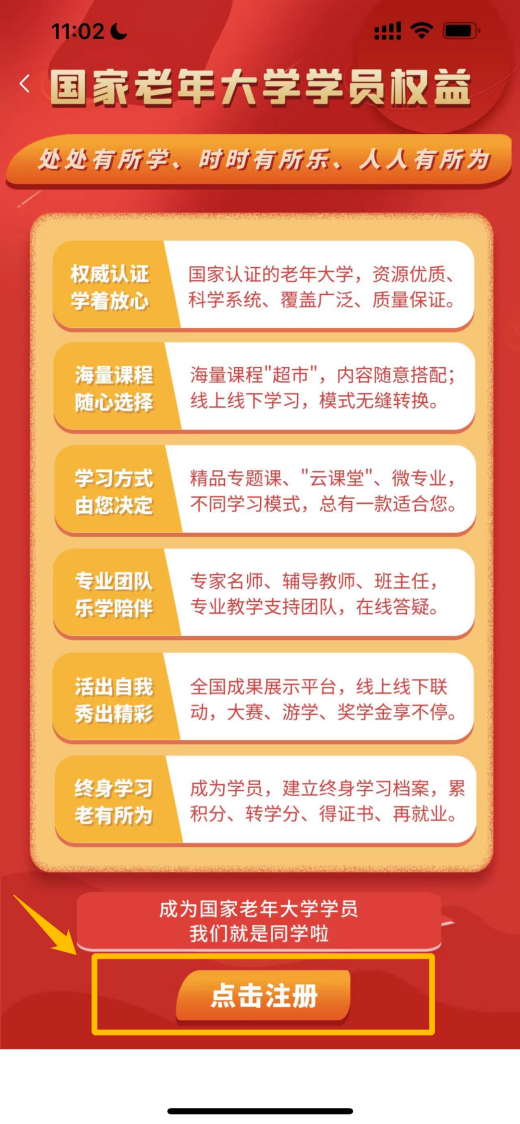 11:02
国家老年大学学员权益
处处有所学、时时有所乐、人人有所为
权威认证
学着放心
国家认证的老年大学，资源优质、
科学系统、覆盖广泛、质量保证。
海量课程
随心选择
海量课程"超市"，内容随意搭配；
线上线下学习，模式无缝转换。
学习方式
由您决定
精品专题课、"云课堂"、微专业，
不同学习模式，总有一款适合您。
专业团队
乐学陪伴
专家名师、辅导教师、班主任，
专业教学支持团队，在线答疑。
活出自我
秀出精彩
全国成果展示平台，线上线下联
动，大赛、游学、奖学金享不停。
终身学习
老有所为
成为学员，建立终身学习档案，累
积分、转学分、得证书、再就业。
成为国家老年大学学员
我们就是同学啦
点击注册